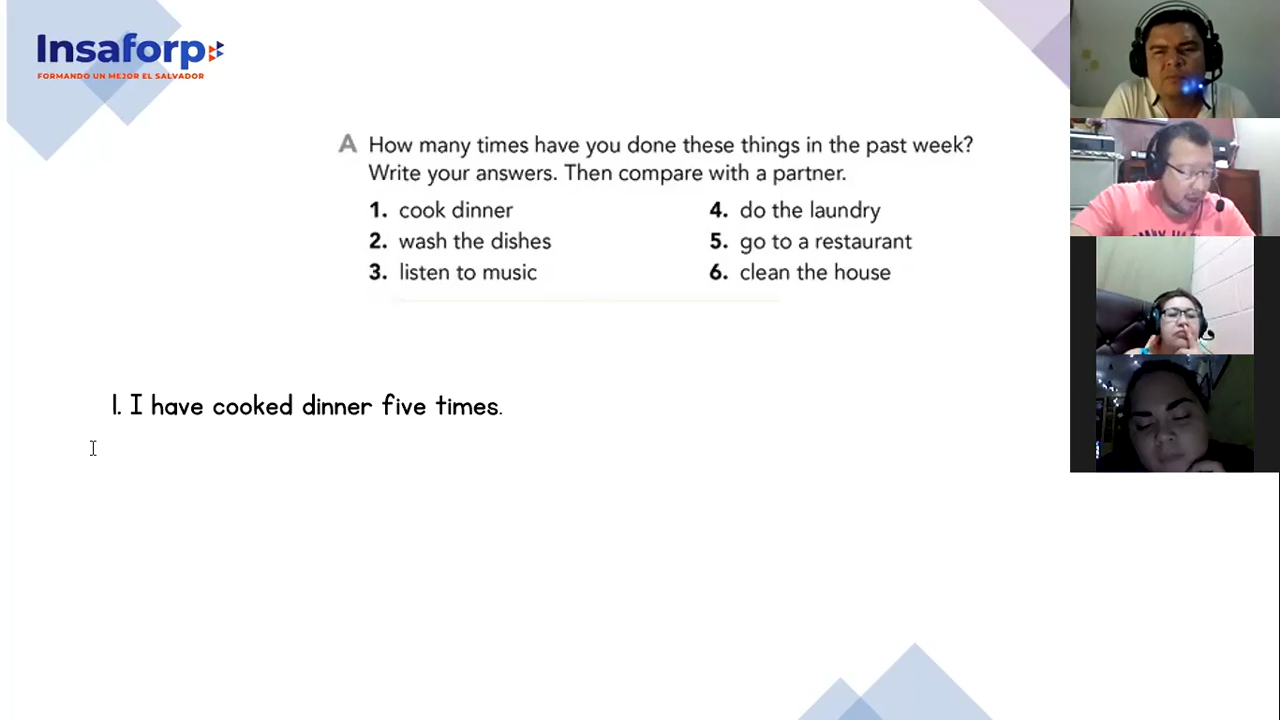 Insaforp
FORMANDO UN MEJOR EL SALVADOR
A How many times have you done these things in the past week?
Write your answers. Then compare with a partner.
1. cook dinner
2. wash the dishes
3. listen to music
4. do the laundry
5. go to a restaurant
6. clean the house
1. I have cooked dinner five times.